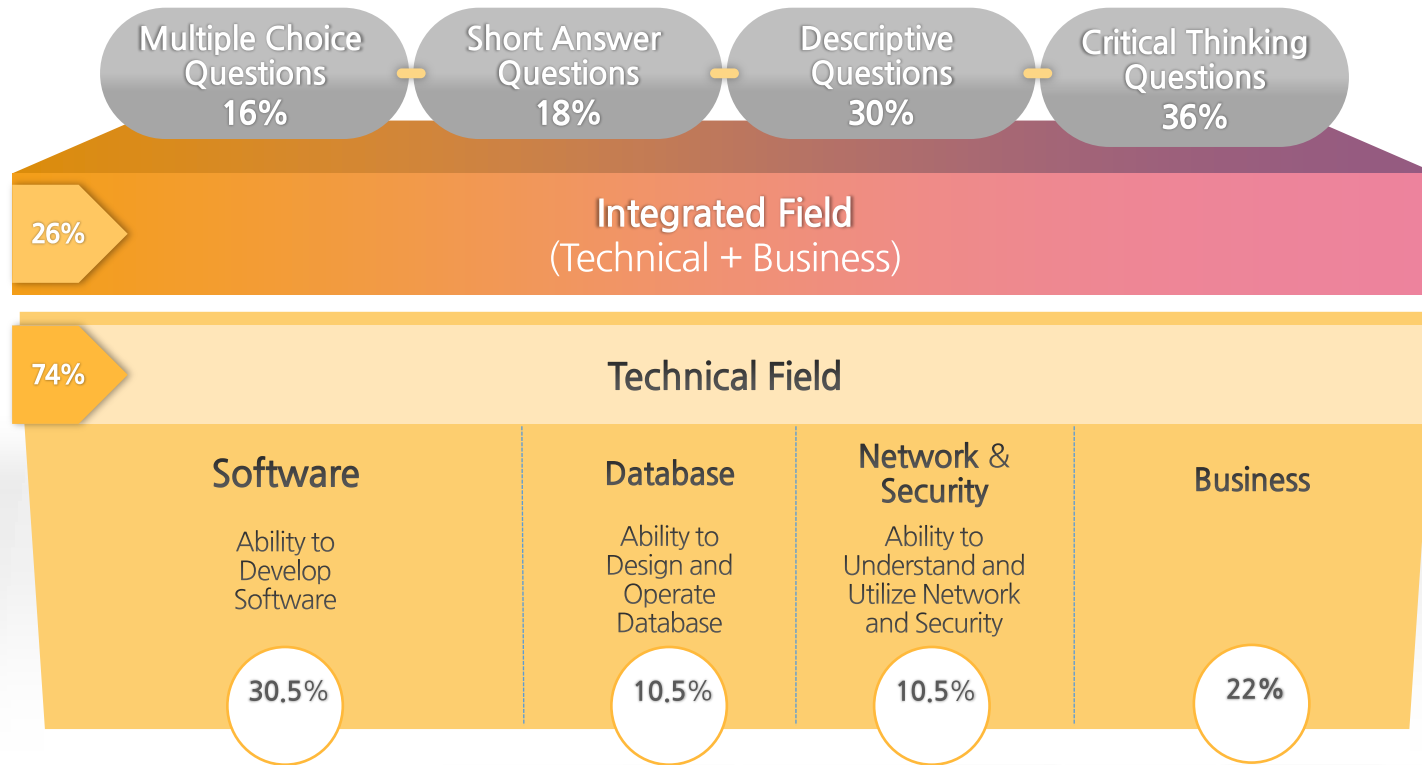 Multiple Choice
Questions
16%
Short Answer
Questions
18%
Descriptive
Questions
30%
Critical Thinking
Questions
36%
26%
Integrated Field
(Technical + Business)
74%
Technical Field
Software
Ability to
Develop
Software
30.5%
Database
Ability to
Design and
Operate
Database
10.5%
Network &
Security
Ability to
Understand and
Utilize Network
and Security
10.5%
Business
22%